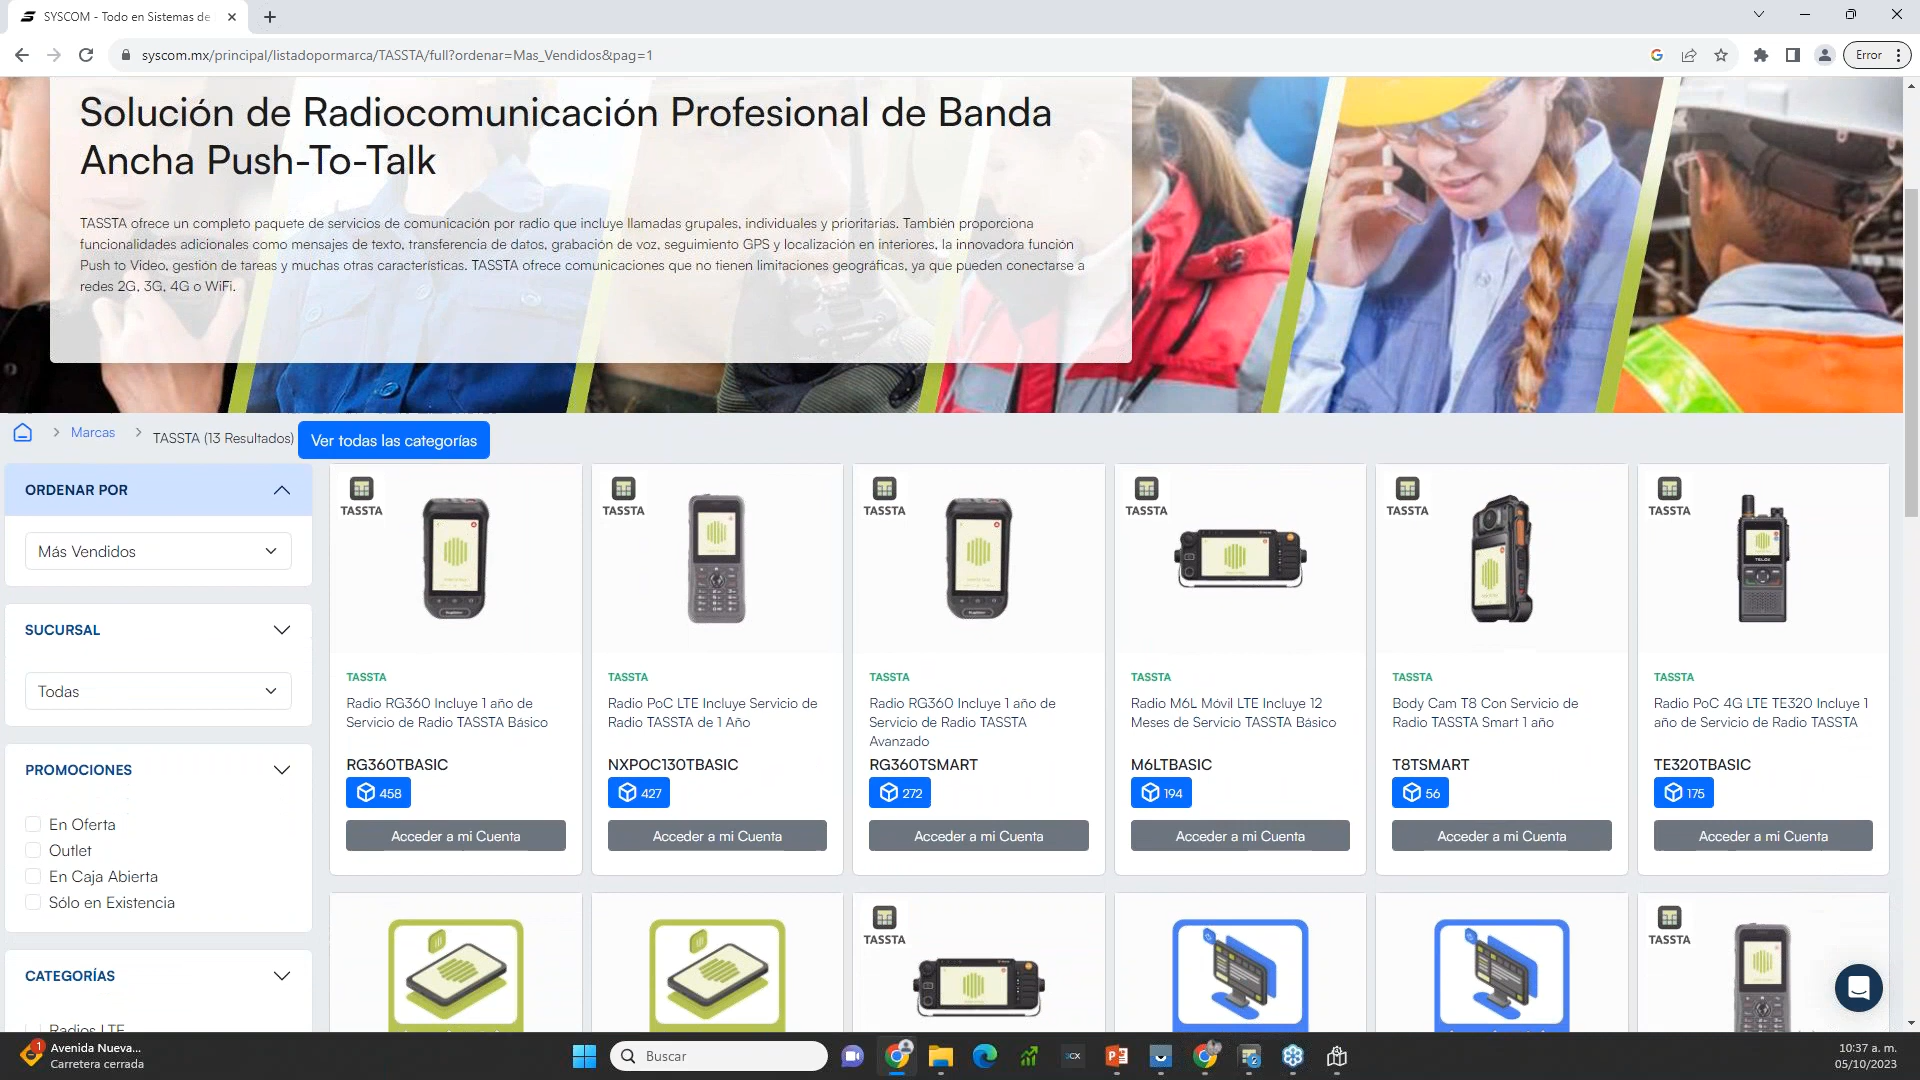 SYSCOM - Todo en Sistemas de
syscom.mx/principal/listadopormarca/TASSTA/full?ordenar=Mas_Vendidos&pag=1
Error
Solución de Radiocomunicación Profesional de Banda
Ancha Push-To-Talk
TASSTA ofrece un completo paquete de servicios de comunicación por radio que incluye llamadas grupales, individuales y prioritarias. También proporciona
funcionalidades adicionales como mensajes de texto, transferencia de datos, grabación de voz, seguimiento GPS y localización en interiores, la innovadora función
Push to Video, gestión de tareas y muchas otras características. TASSTA ofrece comunicaciones que no tienen limitaciones geográficas, ya que pueden conectarse a
redes 2G, 3G, 4G o WiFi.
Marcas
TASSTA (13 Resultados)
Ver todas las categorías
ORDENAR POR
Más Vendidos
SUCURSAL
Todas
PROMOCIONES
En Oferta
Outlet
En Caja Abierta
Sólo en Existencia
CATEGORÍAS
Radios LTE
TASSTA
TASSTA
Radio RG360 Incluye 1 año de
Servicio de Radio TASSTA Básico
RG360TBASIC
458
Acceder a mi Cuenta
TASSTA
TASSTA
Radio PoC LTE Incluye Servicio de
Radio TASSTA de 1 Año
NXPOC130TBASIC
427
Acceder a mi Cuenta
TASSTA
TASSTA
Radio RG360 Incluye 1 año de
Servicio de Radio TASSTA
Avanzado
RG360TSMART
272
Acceder a mi Cuenta
TASSTA
TASSTA
Radio M6L Móvil LTE Incluye 12
Meses de Servicio TASSTA Básico
M6LTBASIC
194
Acceder a mi Cuenta
TASSTA
TASSTA
Body Cam T8 Con Servicio de
Radio TASSTA Smart 1 año
T8TSMART
56
Acceder a mi Cuenta
TASSTA
TELOX
TASSTA
Radio PoC 4G LTE TE320 Incluye 1
año de Servicio de Radio TASSTA
TE320TBASIC
175
Acceder a mi Cuenta
TASSTA
TASSTA
1
Avenida Nueva...
Carretera cerrada
Buscar
3CX
2
10:37 a. m.
05/10/2023